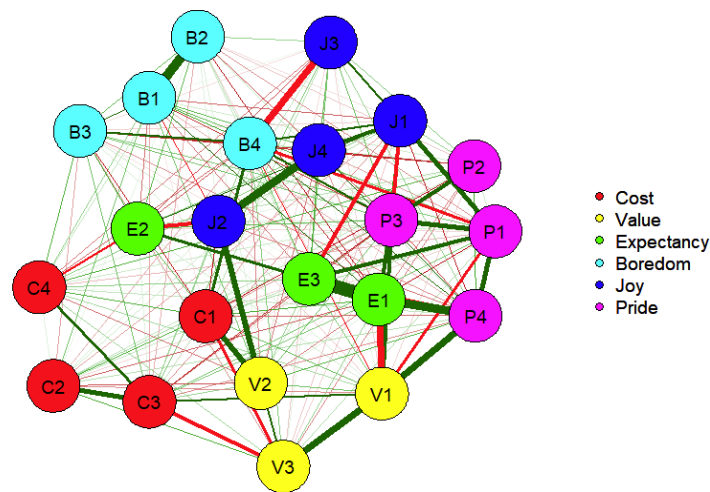 B2
J3
B1
J1
B3
B4
J4
P2
J2
P3
E2
P1
E3
C4
E1
C1
P4
C2
V2
V1
C3
V3
Cost
Value
Expectancy
Boredom
Joy
Pride